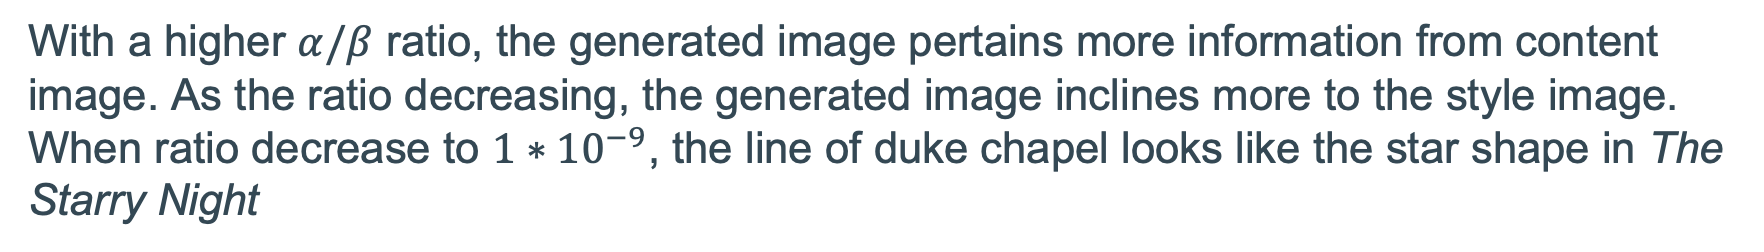 With a higher α/β ratio, the generated image pertains more information from content
image. As the ratio decreasing, the generated image inclines more to the style image.
When ratio decrease to 1 ∗ 10⁻⁹, the line of duke chapel looks like the star shape in The
Starry Night